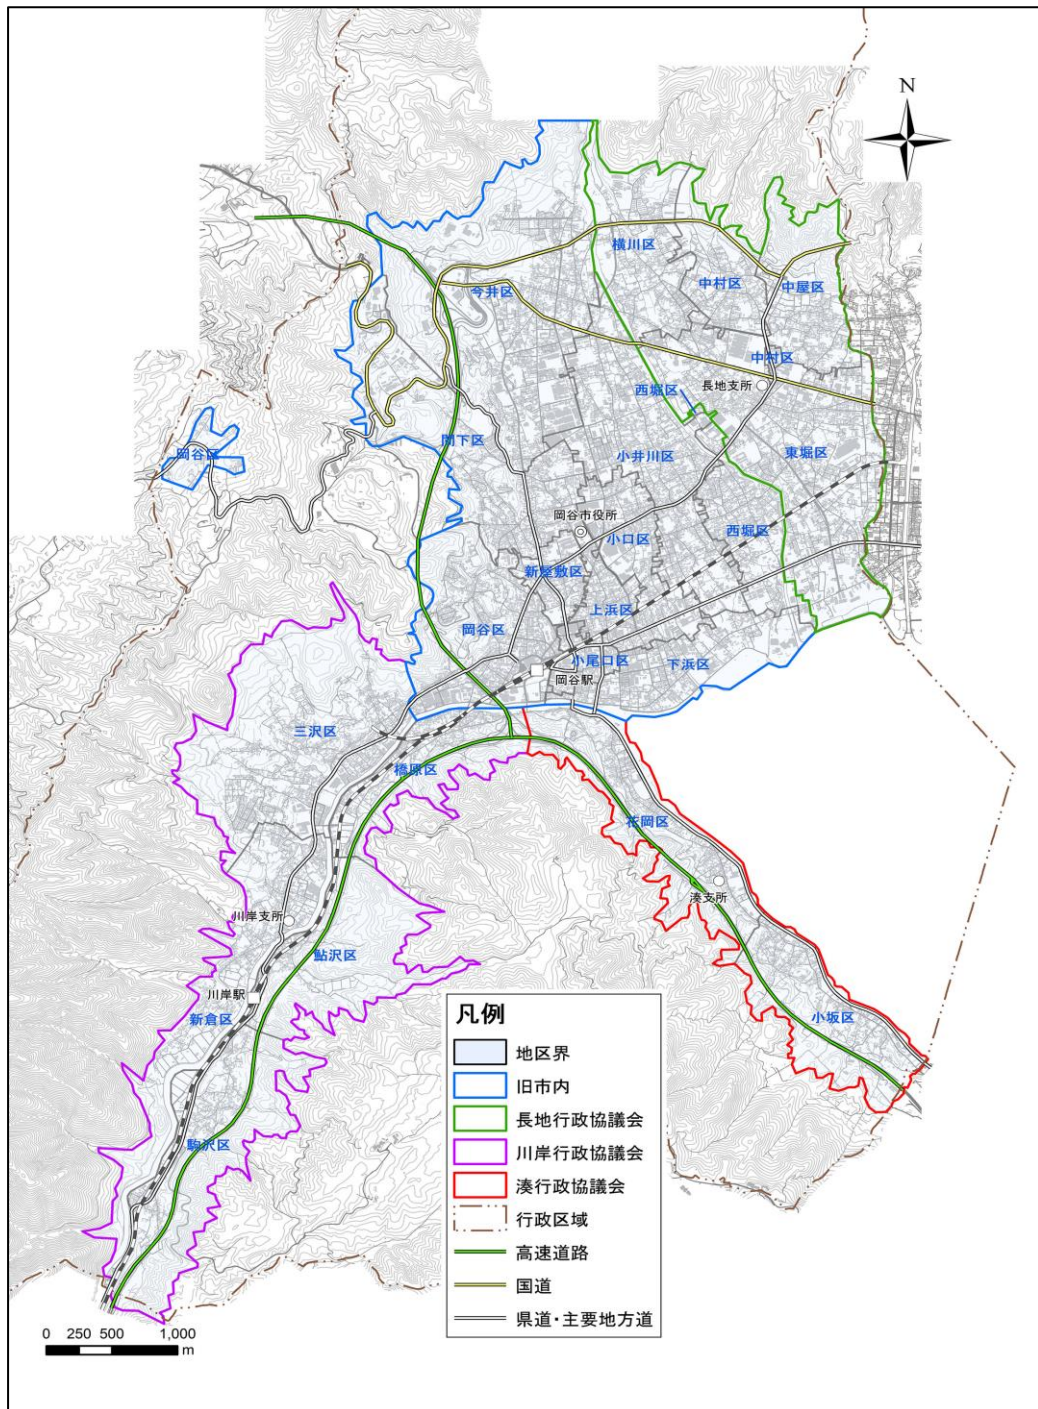 N
横川区
中村区
中屋区
今井区
中村区
長地支所
西堀区
間下区
小井川区
東堀区
岡谷区
岡谷市役所
小口区
西堀区
新屋敷区
上浜区
岡谷区
小尾口区
下浜区
岡谷駅
三沢区
橋原区
花岡区
湊支所
川岸支所
鮎沢区
川岸駅
新倉区
小坂区
駒沢区
凡例
地区界
旧市内
長地行政協議会
川岸行政協議会
湊行政協議会
行政区域
高速道路
国道
県道・主要地方道
0 250 500 1,000
m